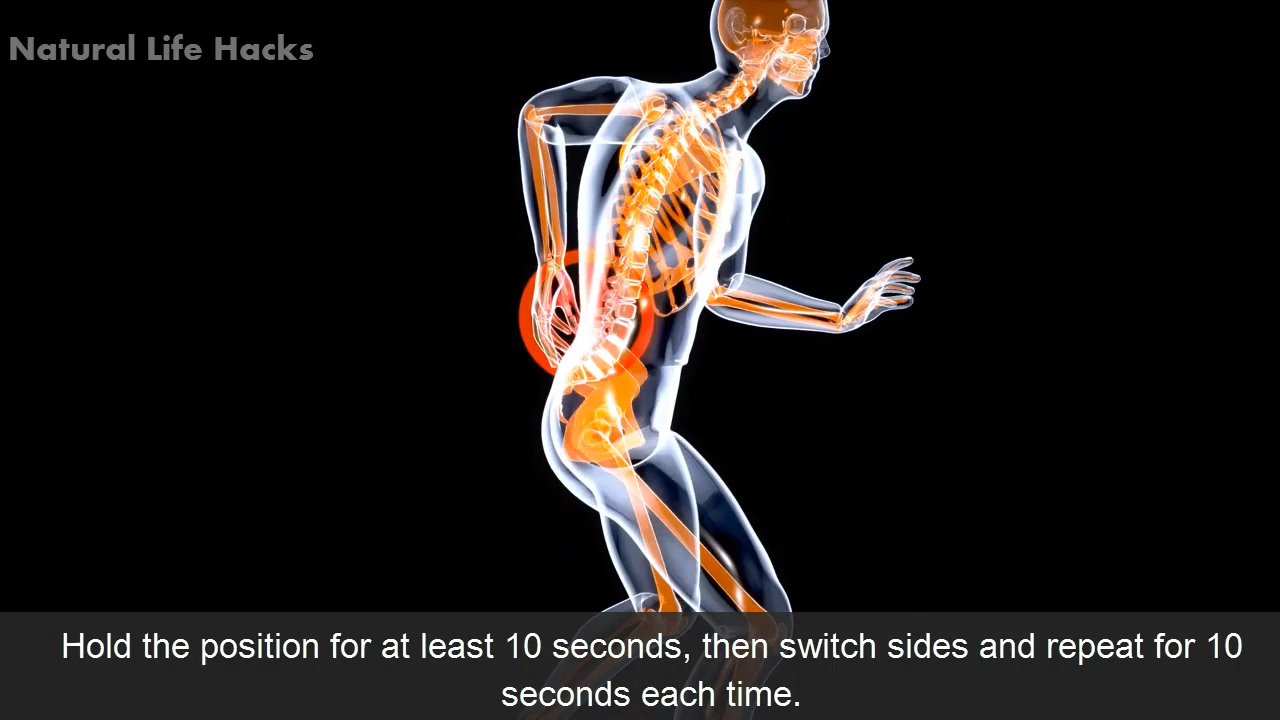 Natural Life Hacks
Hold the position for at least 10 seconds, then switch sides and repeat for 10
seconds each time.